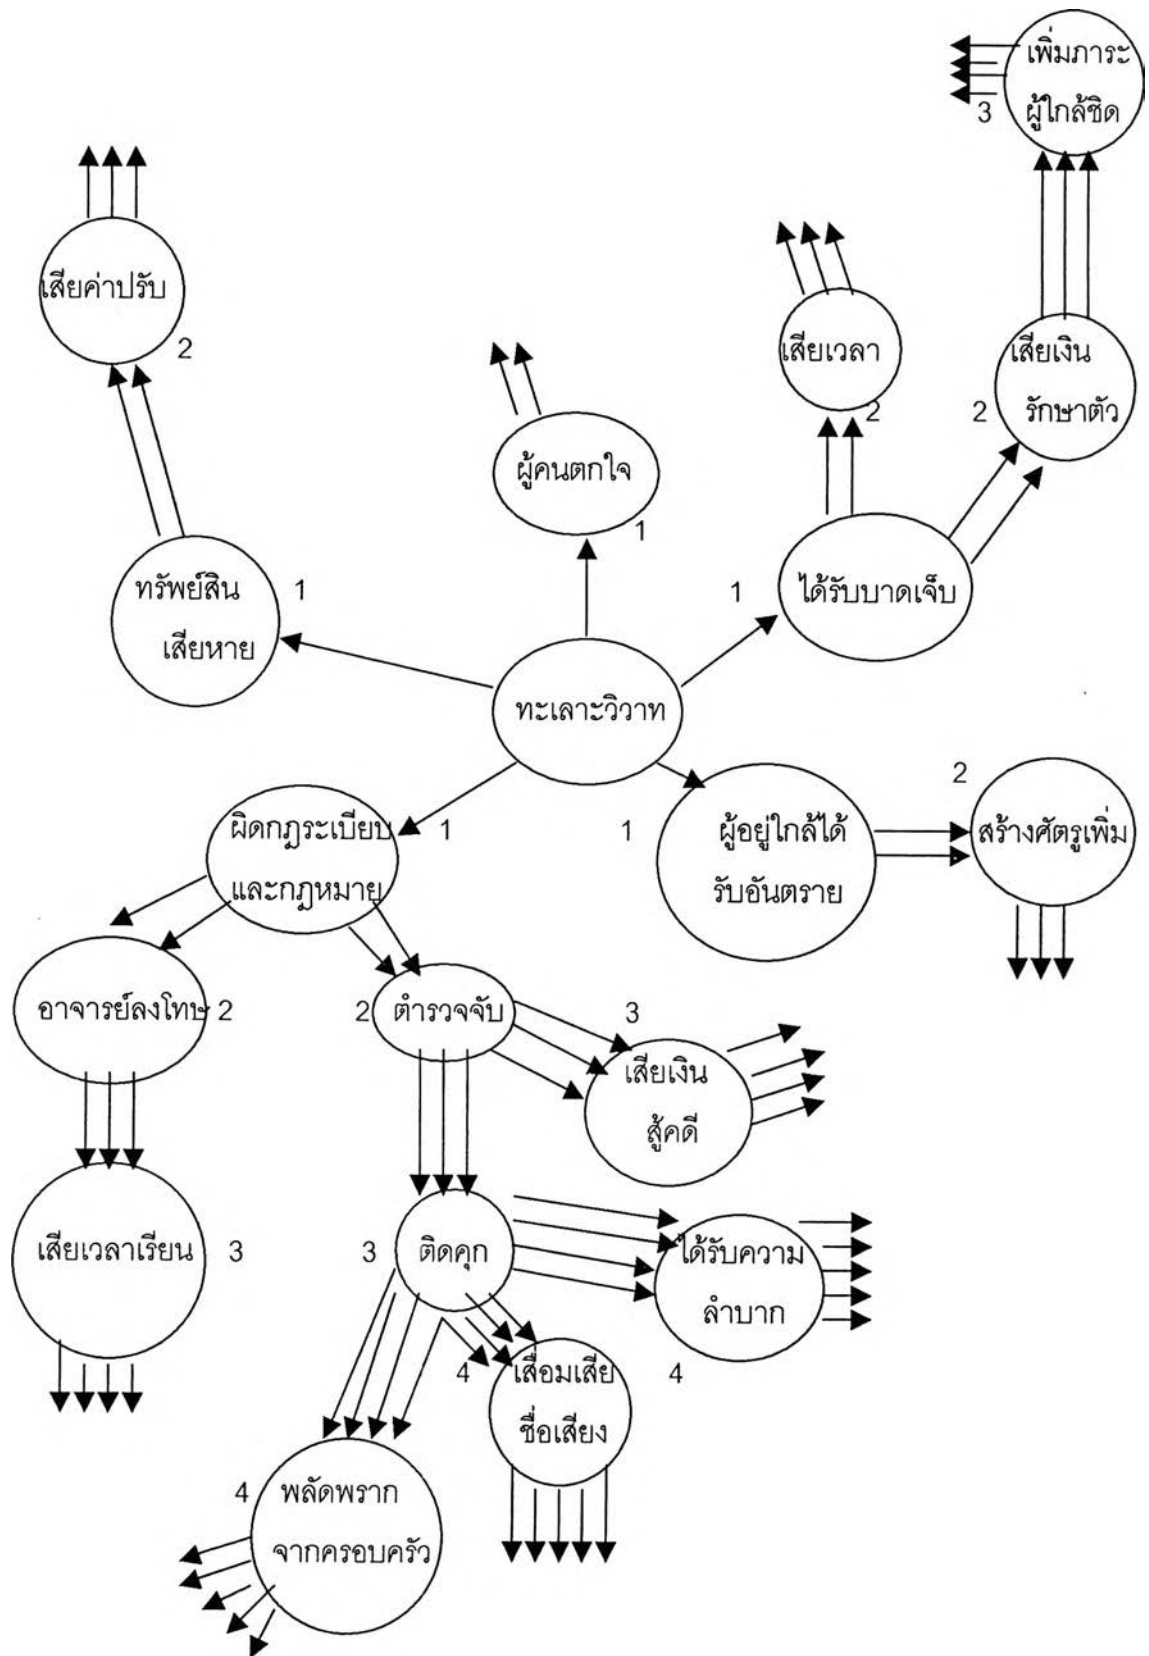 เพิ่มภาระ
ผู้ใกล้ชิด
3
เสียค่าปรับ
2
เสียเวลา
2
เสียเงิน
รักษาตัว
2
ผู้คนตกใจ
1
ทรัพย์สิน
เสียหาย
1
ได้รับบาดเจ็บ
1
ทะเลาะวิวาท
ผิดกฎระเบียบ
และกฎหมาย
1
ผู้อยู่ใกล้ได้
รับอันตราย
1
สร้างศัตรูเพิ่ม
2
อาจารย์ลงโทษ 2
2 ตำรวจจับ
3
เสียเงิน
สู้คดี
เสียเวลาเรียน 3
3 ติดคุก
ได้รับความ
ลำบาก
4
4 เสื่อมเสีย
ชื่อเสียง
4 พลัดพราก
จากครอบครัว